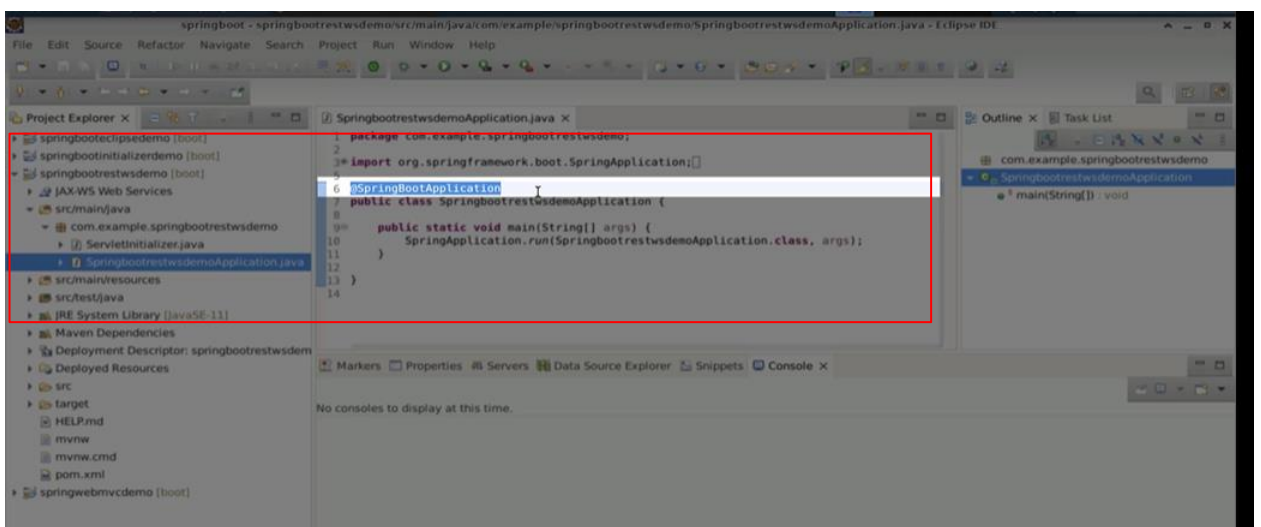 springboot - springbootrestwsdemo/src/main/java/com/example/springbootrestwsdemo/SpringbootrestwsdemoApplication.java - Eclipse IDE
File Edit Source Refactor Navigate Search Project Run Window Help
Project Explorer
springbooteclipsedemo [boot]
springbootinitializerdemo [boot]
springbootrestwsdemo [boot]
JAX-WS Web Services
src/main/java
com.example.springbootrestwsdemo
ServletInitializer.java
SpringbootrestwsdemoApplication.java
src/main/resources
src/test/java
JRE System Library [JavaSE-11]
Maven Dependencies
Deployment Descriptor: springbootrestwsdem
Deployed Resources
src
target
HELP.md
mvnw
mvnw.cmd
pom.xml
springwebmvcdemo [boot]
SpringbootrestwsdemoApplication.java
1 package com.example.springbootrestwsdemo;
2
3 import org.springframework.boot.SpringApplication;
5
6 @SpringBootApplication
7 public class SpringbootrestwsdemoApplication {
8
9 public static void main(String[] args) {
10 SpringApplication.run(SpringbootrestwsdemoApplication.class, args);
11 }
12
13 }
14
Markers Properties Servers Data Source Explorer Snippets Console
No consoles to display at this time.
Outline Task List
com.example.springbootrestwsdemo
SpringbootrestwsdemoApplication
main(String[]) : void